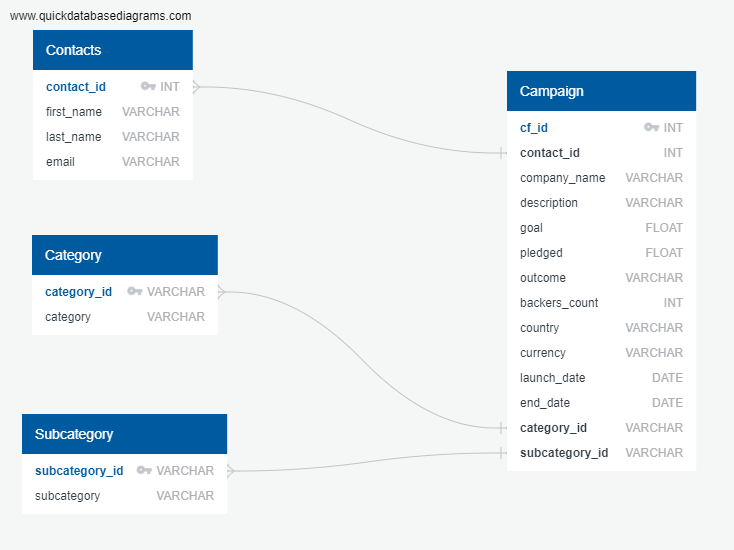 www.quickdatabasediagrams.com
Contacts
contact_id INT
first_name VARCHAR
last_name VARCHAR
email VARCHAR
Category
category_id VARCHAR
category VARCHAR
Subcategory
subcategory_id VARCHAR
subcategory VARCHAR
Campaign
cf_id INT
contact_id INT
company_name VARCHAR
description VARCHAR
goal FLOAT
pledged FLOAT
outcome VARCHAR
backers_count INT
country VARCHAR
currency VARCHAR
launch_date DATE
end_date DATE
category_id VARCHAR
subcategory_id VARCHAR